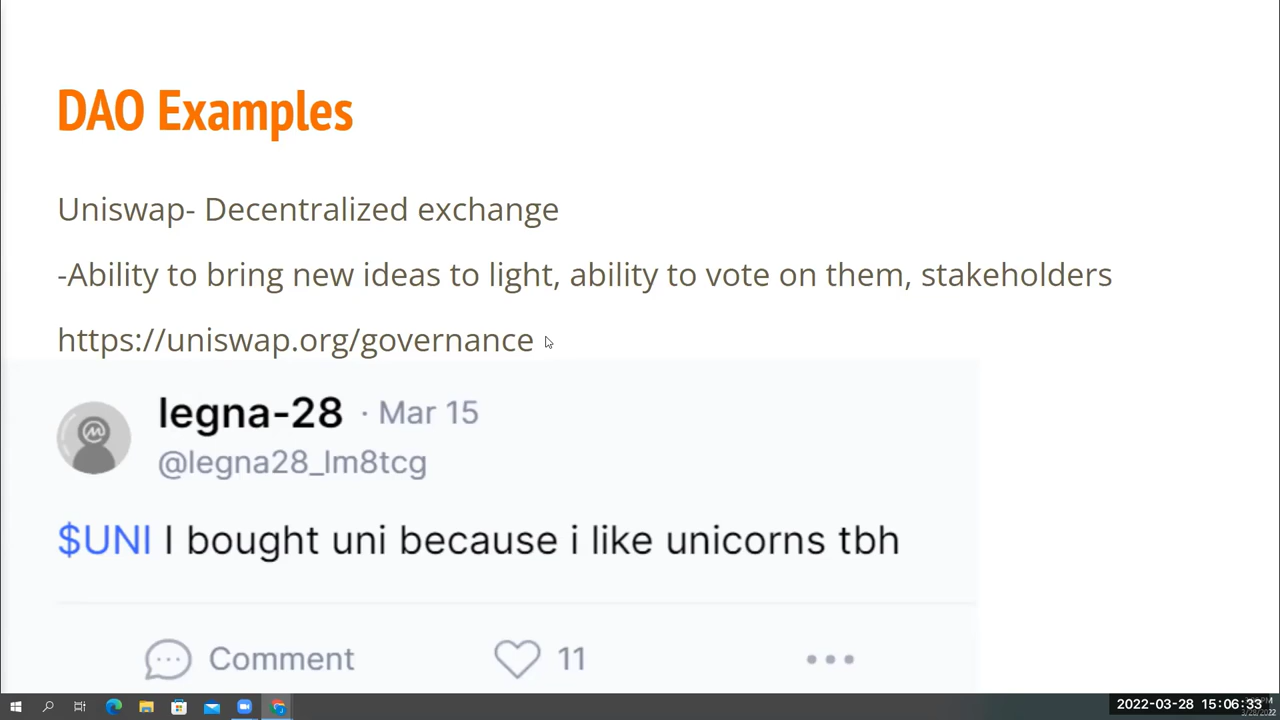 DAO Examples
Uniswap- Decentralized exchange
-Ability to bring new ideas to light, ability to vote on them, stakeholders
https://uniswap.org/governance
legna-28 · Mar 15
@legna28_lm8tcg
$UNI I bought uni because i like unicorns tbh
Comment 11
2022-03-28 15:06:33